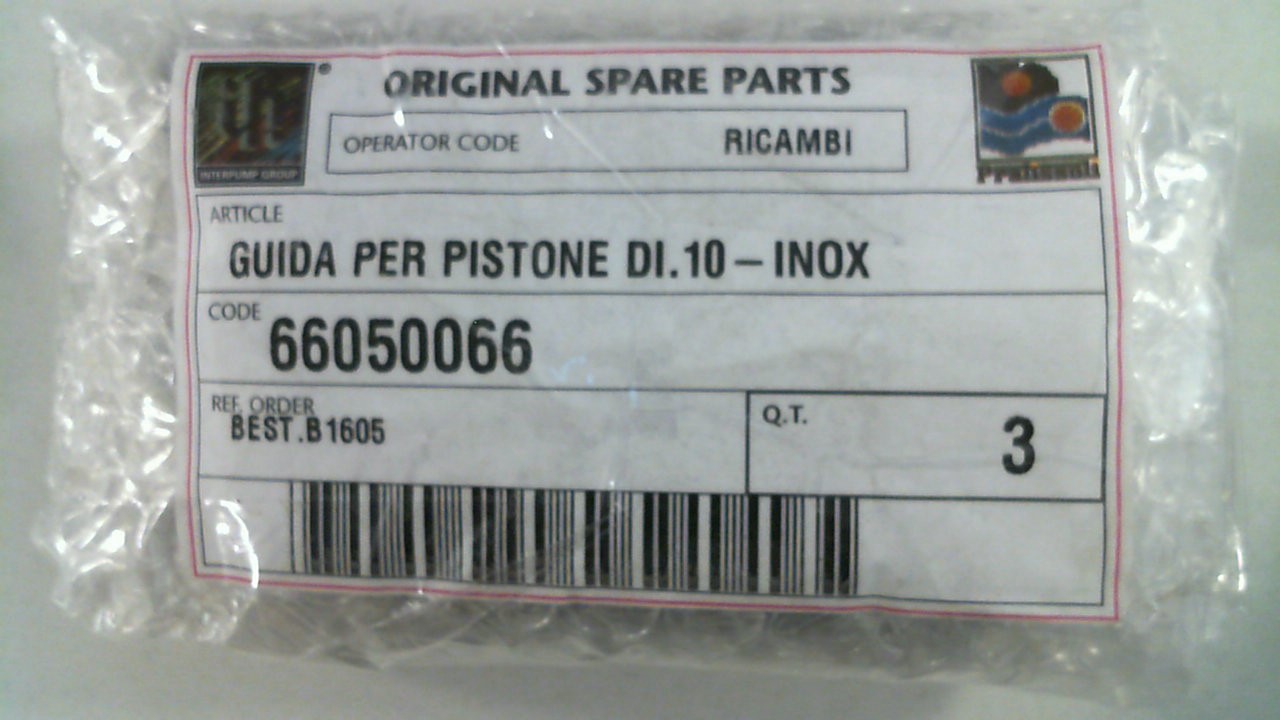 ORIGINAL SPARE PARTS
INTERPUMP GROUP
OPERATOR CODE RICAMBI
Pratissoli
ARTICLE
GUIDA PER PISTONE DI.10 – INOX
CODE
66050066
REF. ORDER
BEST.B1605
Q.T.
3